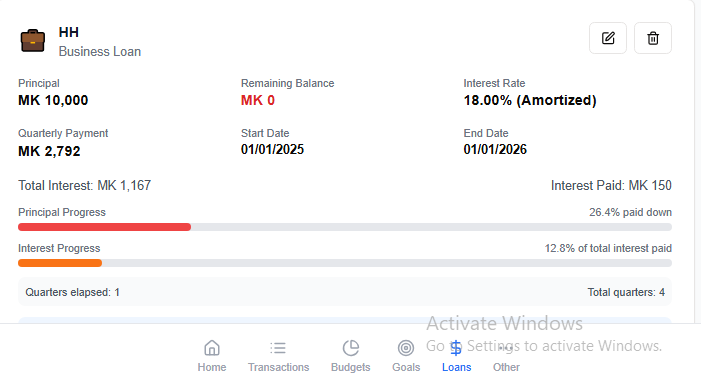 HH
Business Loan
Principal
MK 10,000
Remaining Balance
MK 0
Interest Rate
18.00% (Amortized)
Quarterly Payment
MK 2,792
Start Date
01/01/2025
End Date
01/01/2026
Total Interest: MK 1,167
Interest Paid: MK 150
Principal Progress
26.4% paid down
Interest Progress
12.8% of total interest paid
Quarters elapsed: 1
Total quarters: 4
Activate Windows
Go to Settings to activate Windows.
Home
Transactions
Budgets
Goals
Loans
Other